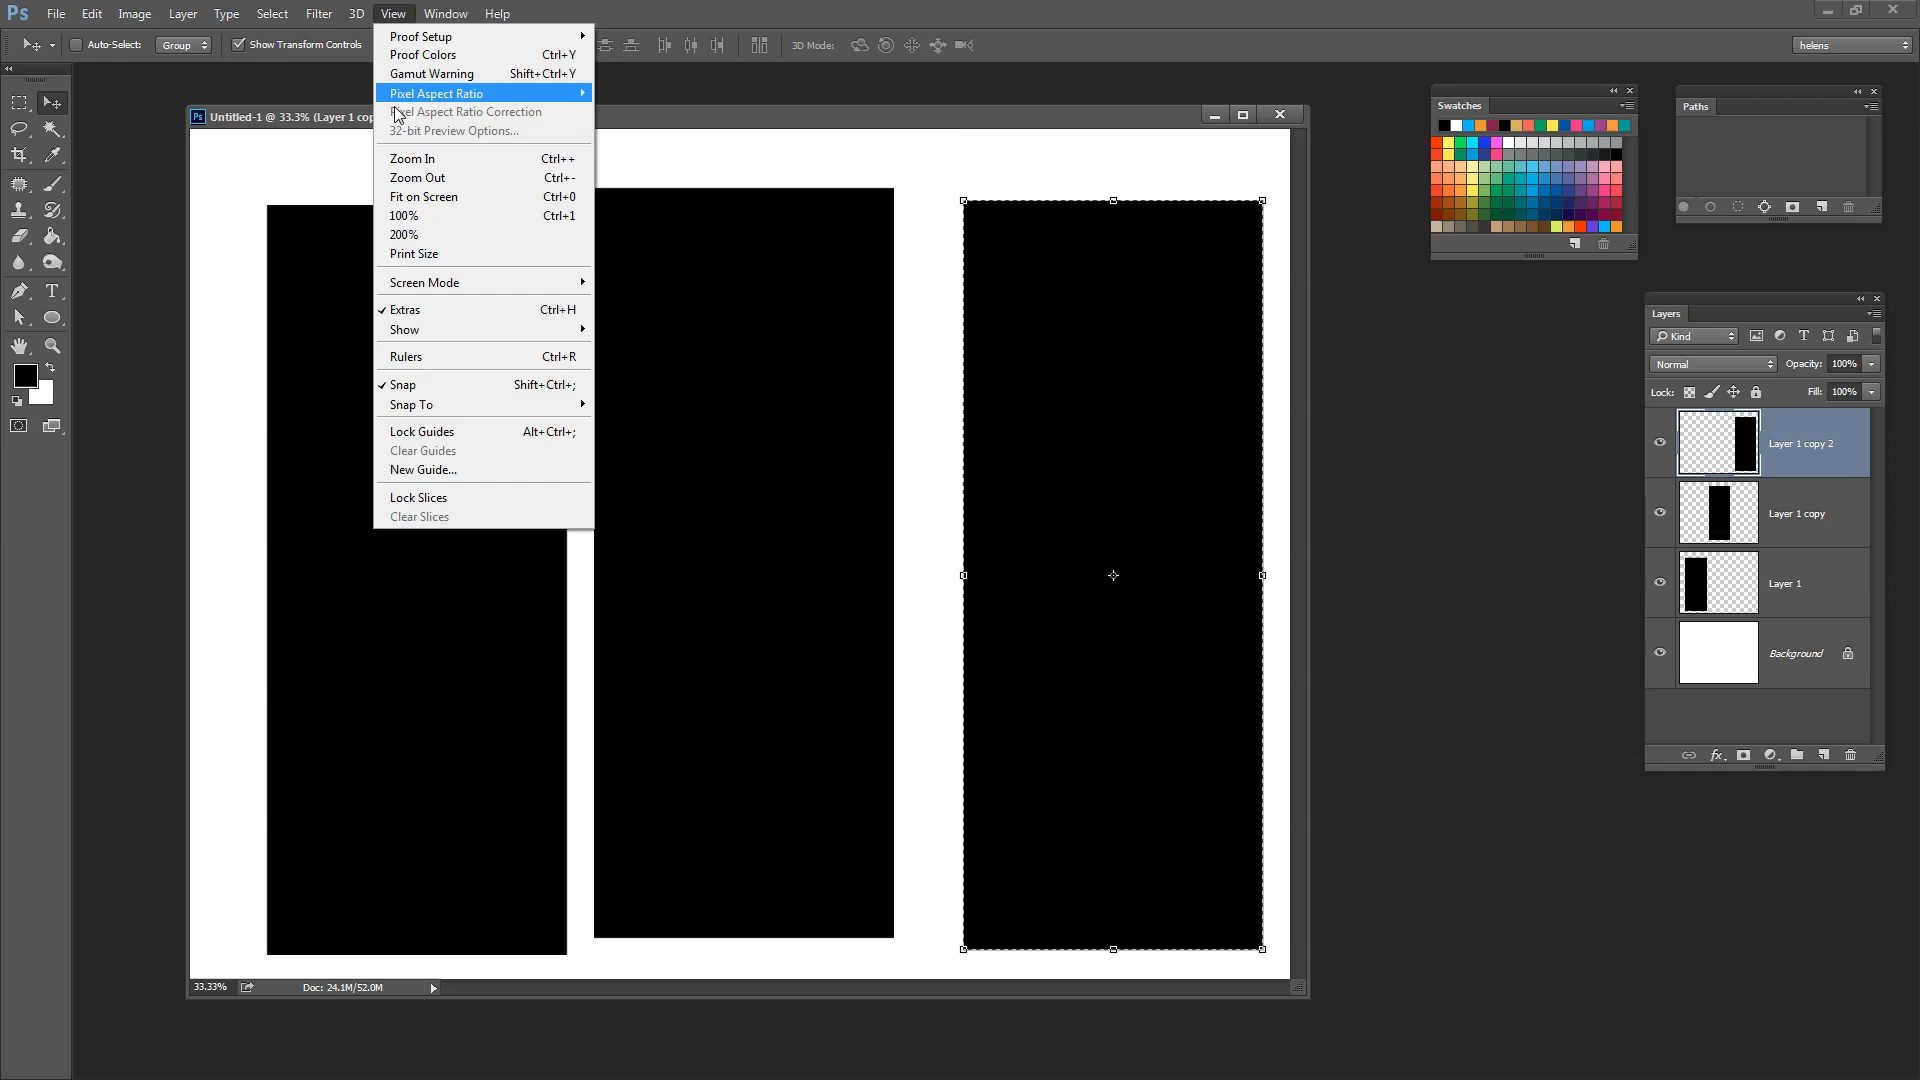 Ps File Edit Image Layer Type Select Filter 3D View Window Help
Auto-Select: Group Show Transform Controls 3D Mode: helens
Proof Setup
Proof Colors Ctrl+Y
Gamut Warning Shift+Ctrl+Y
Pixel Aspect Ratio
Pixel Aspect Ratio Correction
32-bit Preview Options...
Zoom In Ctrl++
Zoom Out Ctrl+-
Fit on Screen Ctrl+0
100% Ctrl+1
200%
Print Size
Screen Mode
Extras Ctrl+H
Show
Rulers Ctrl+R
Snap Shift+Ctrl+;
Snap To
Lock Guides Alt+Ctrl+;
Clear Guides
New Guide...
Lock Slices
Clear Slices
Ps Untitled-1 @ 33.3% (Layer 1 cop
33.33% Doc: 24.1M/52.0M
Swatches
Paths
Layers
Kind
Normal Opacity: 100%
Lock: Fill: 100%
Layer 1 copy 2
Layer 1 copy
Layer 1
Background
fx